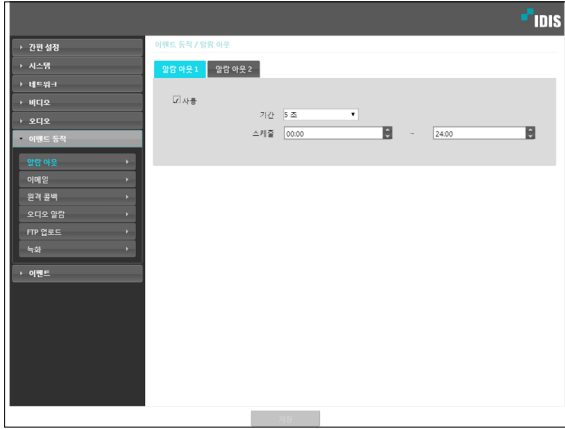 IDIS
간편 설정
시스템
네트워크
비디오
오디오
이벤트 동작
알람 아웃
이메일
원격 콜백
오디오 알람
FTP 업로드
녹화
이벤트
이벤트 동작 / 알람 아웃
알람 아웃 1 알람 아웃 2
사용
기간 5 초
스케줄 00:00 ~ 24:00
저장